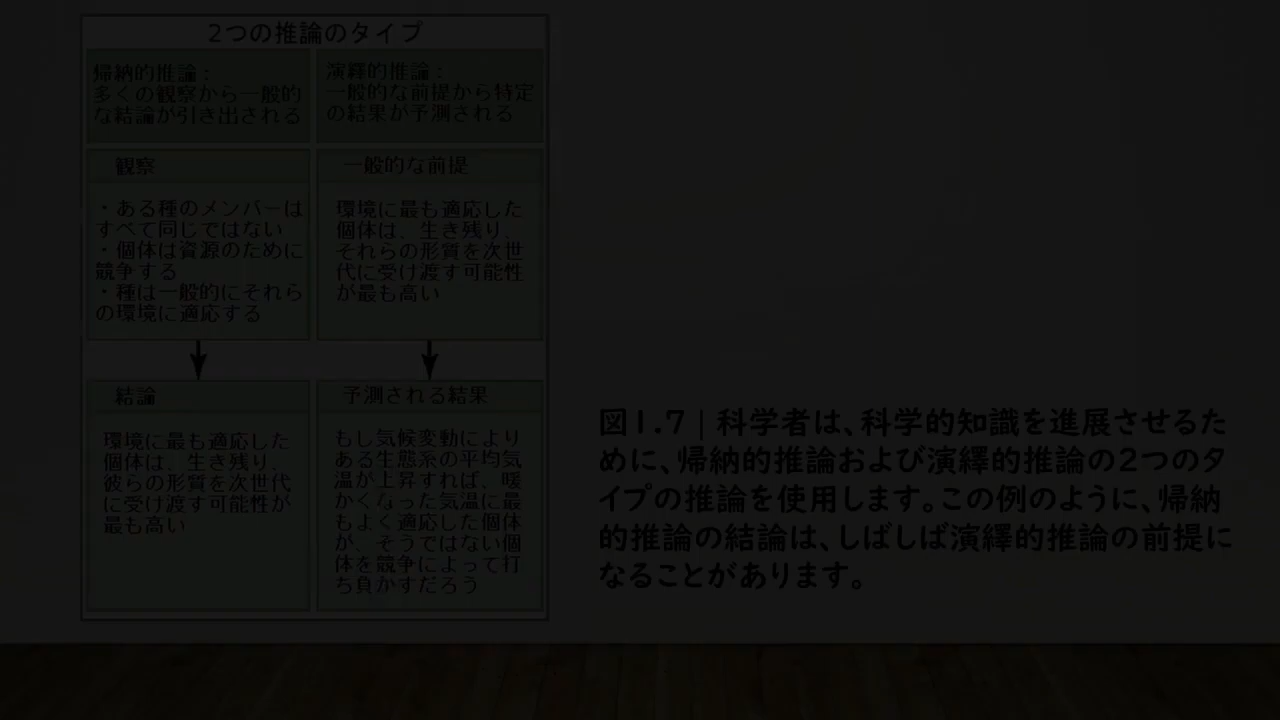 2つの推論のタイプ
帰納的推論：
多くの観察から一般的
な結論が引き出される
演繹的推論：
一般的な前提から特定
の結果が予測される
観察
・ある種のメンバーは
すべて同じではない
・個体は資源のために
競争する
・種は一般的にそれら
の環境に適応する
一般的な前提
環境に最も適応した
個体は、生き残り、
それらの形質を次世
代に受け渡す可能性
が最も高い
結論
環境に最も適応した
個体は、生き残り、
彼らの形質を次世代
に受け渡す可能性が
最も高い
予測される結果
もし気候変動により
ある生態系の平均気
温が上昇すれば、暖
かくなった気温に最
もよく適応した個体
が、そうではない個
体を競争によって打
ち負かすだろう
図1.7 | 科学者は、科学的知識を進展させるた
めに、帰納的推論および演繹的推論の2つのタ
イプの推論を使用します。この例のように、帰納
的推論の結論は、しばしば演繹的推論の前提に
なることがあります。